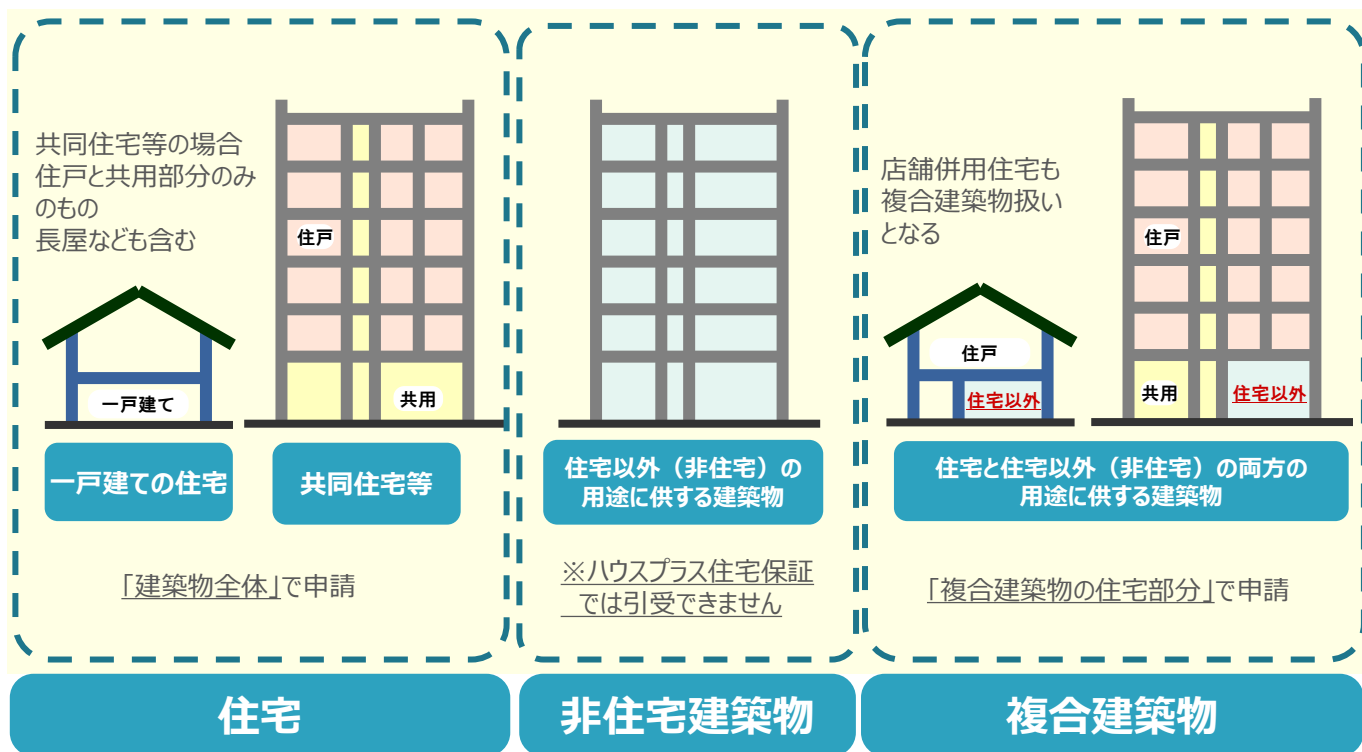 共同住宅等の場合
住戸と共用部分のみ
のもの
長屋なども含む
住戸
一戸建て
共用
一戸建ての住宅
共同住宅等
「建築物全体」で申請
住宅
住宅以外（非住宅）の
用途に供する建築物
※ハウスプラス住宅保証
では引受できません
非住宅建築物
店舗併用住宅も
複合建築物扱い
となる
住戸
住宅以外
住戸
共用
住宅以外
住宅と住宅以外（非住宅）の両方の
用途に供する建築物
「複合建築物の住宅部分」で申請
複合建築物